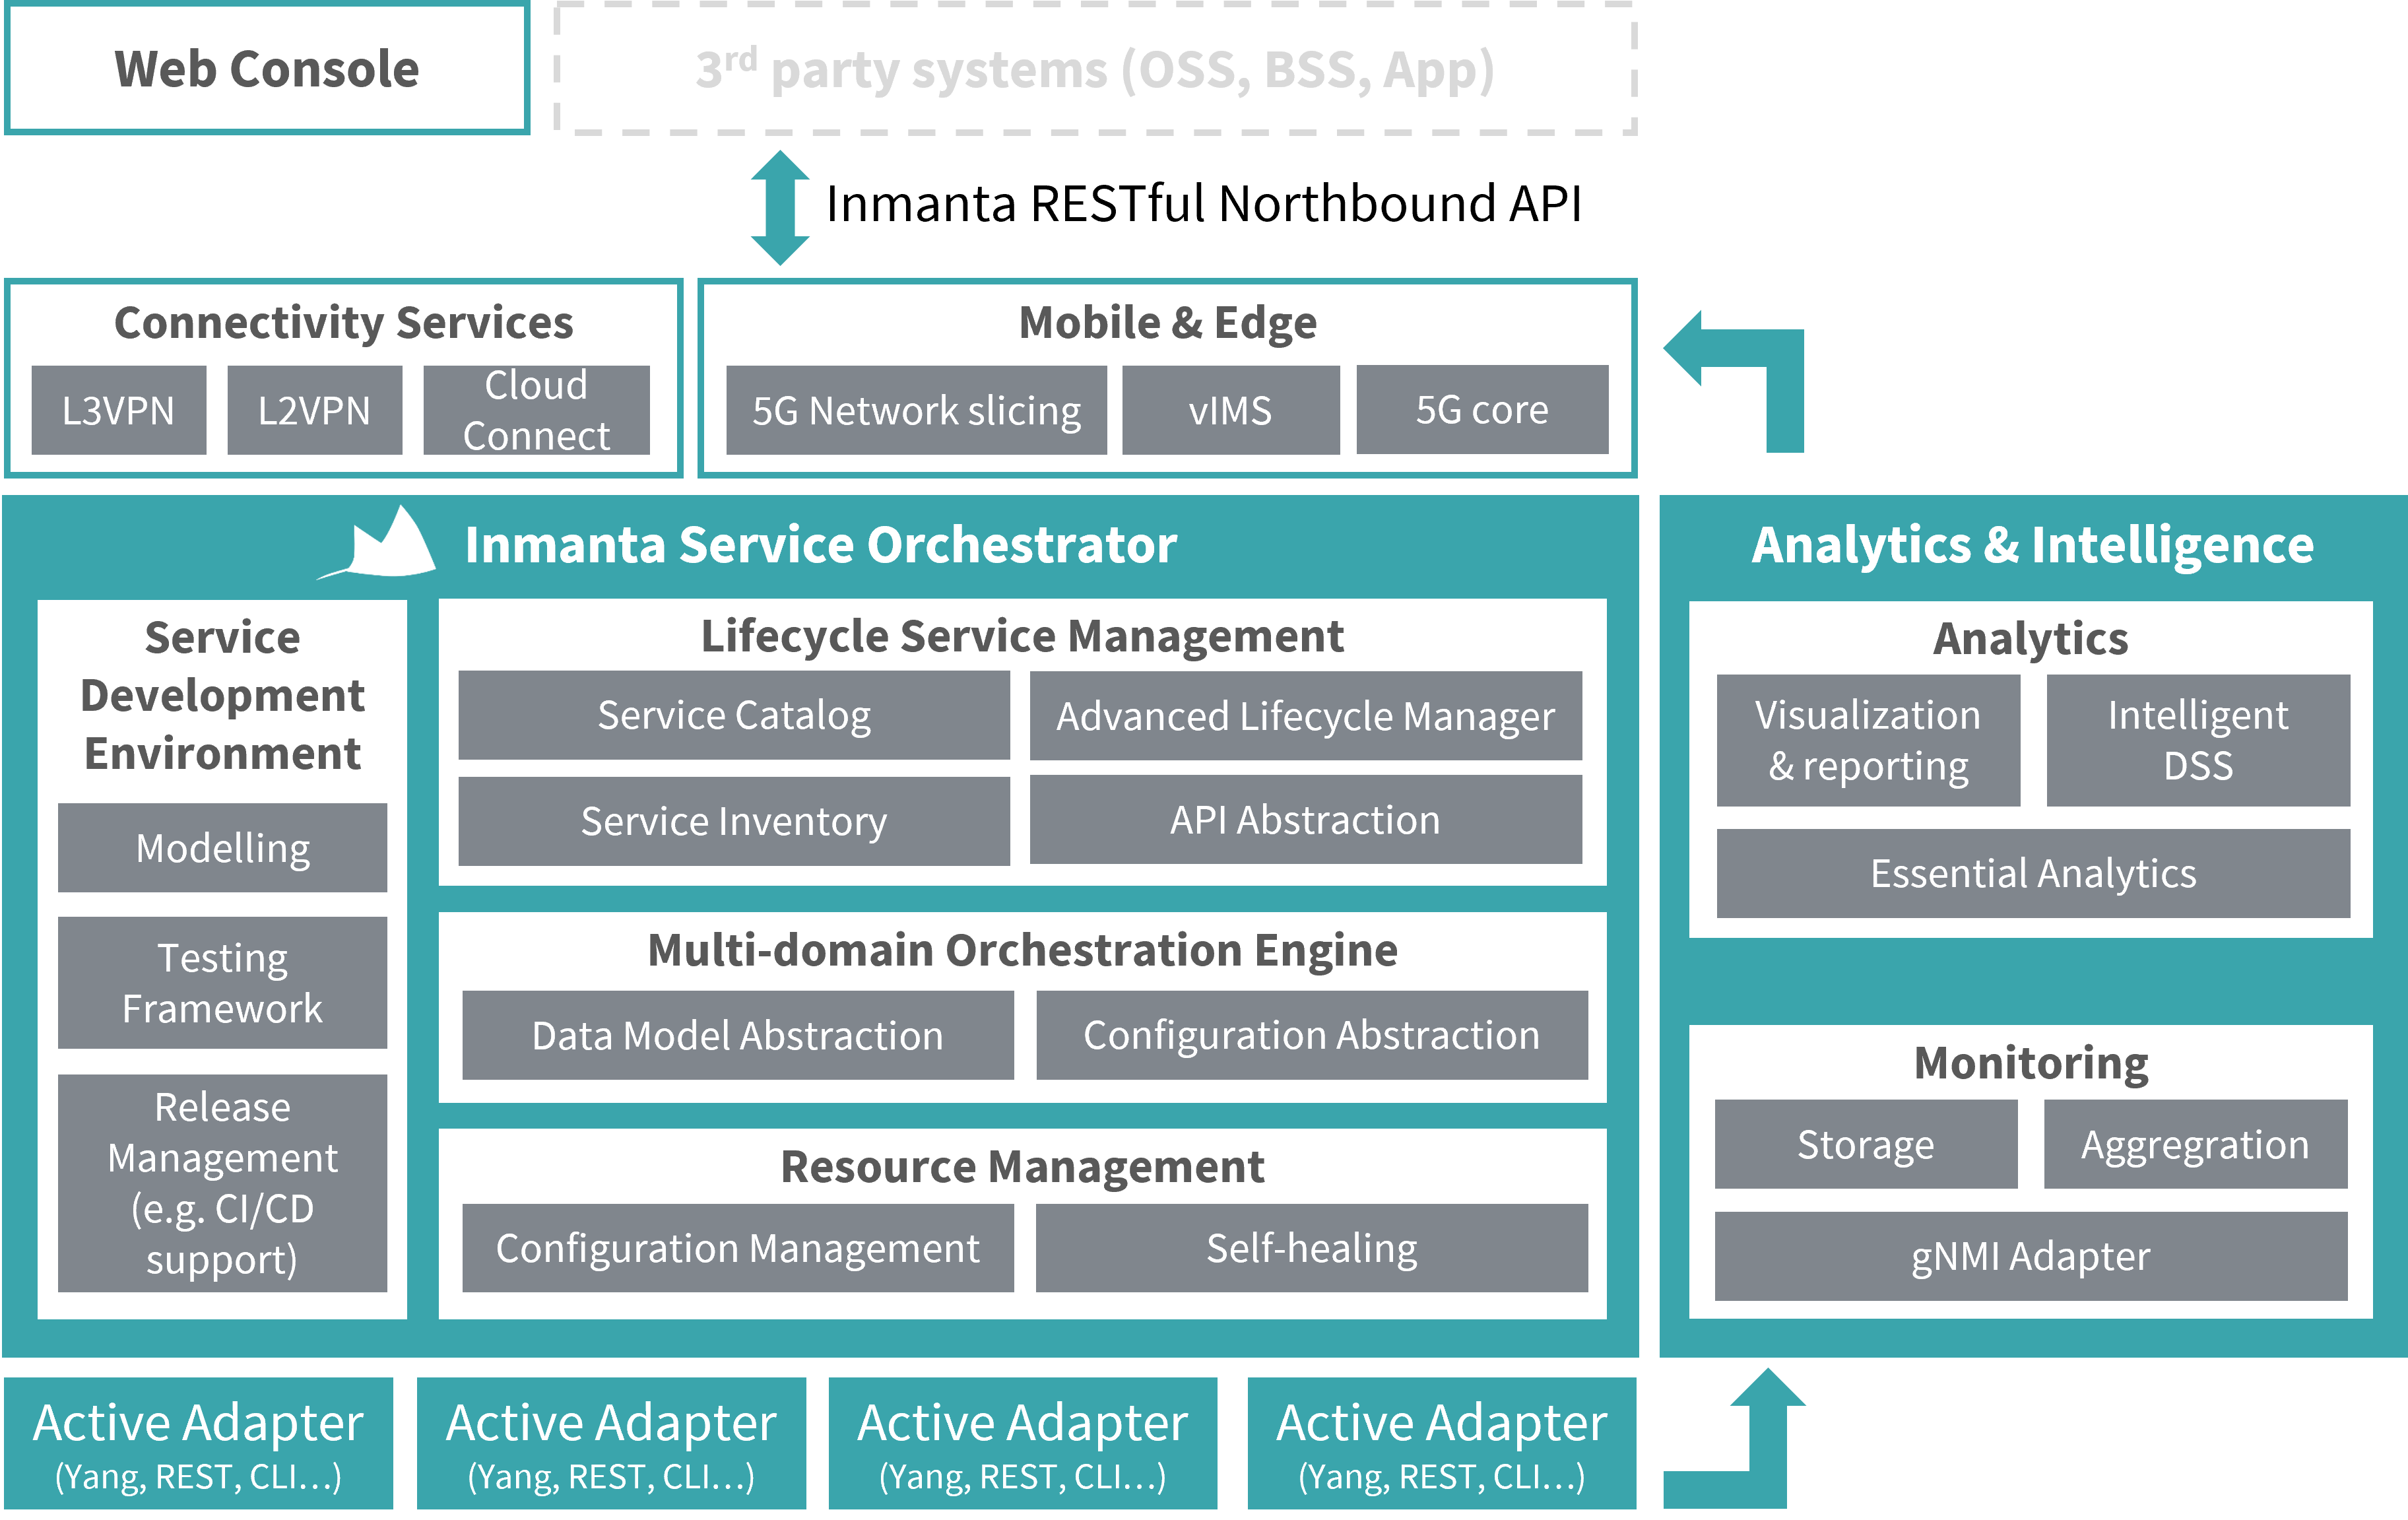 Web Console
3rd party systems (OSS, BSS, App)
Inmanta RESTful Northbound API
Connectivity Services
L3VPN
L2VPN
Cloud
Connect
Mobile & Edge
5G Network slicing
vIMS
5G core
Inmanta Service Orchestrator
Service
Development
Environment
Modelling
Testing
Framework
Release
Management
(e.g. CI/CD
support)
Lifecycle Service Management
Service Catalog
Advanced Lifecycle Manager
Service Inventory
API Abstraction
Multi-domain Orchestration Engine
Data Model Abstraction
Configuration Abstraction
Resource Management
Configuration Management
Self-healing
Analytics & Intelligence
Analytics
Visualization
& reporting
Intelligent
DSS
Essential Analytics
Monitoring
Storage
Aggregration
gNMI Adapter
Active Adapter
(Yang, REST, CLI...)
Active Adapter
(Yang, REST, CLI...)
Active Adapter
(Yang, REST, CLI...)
Active Adapter
(Yang, REST, CLI...)